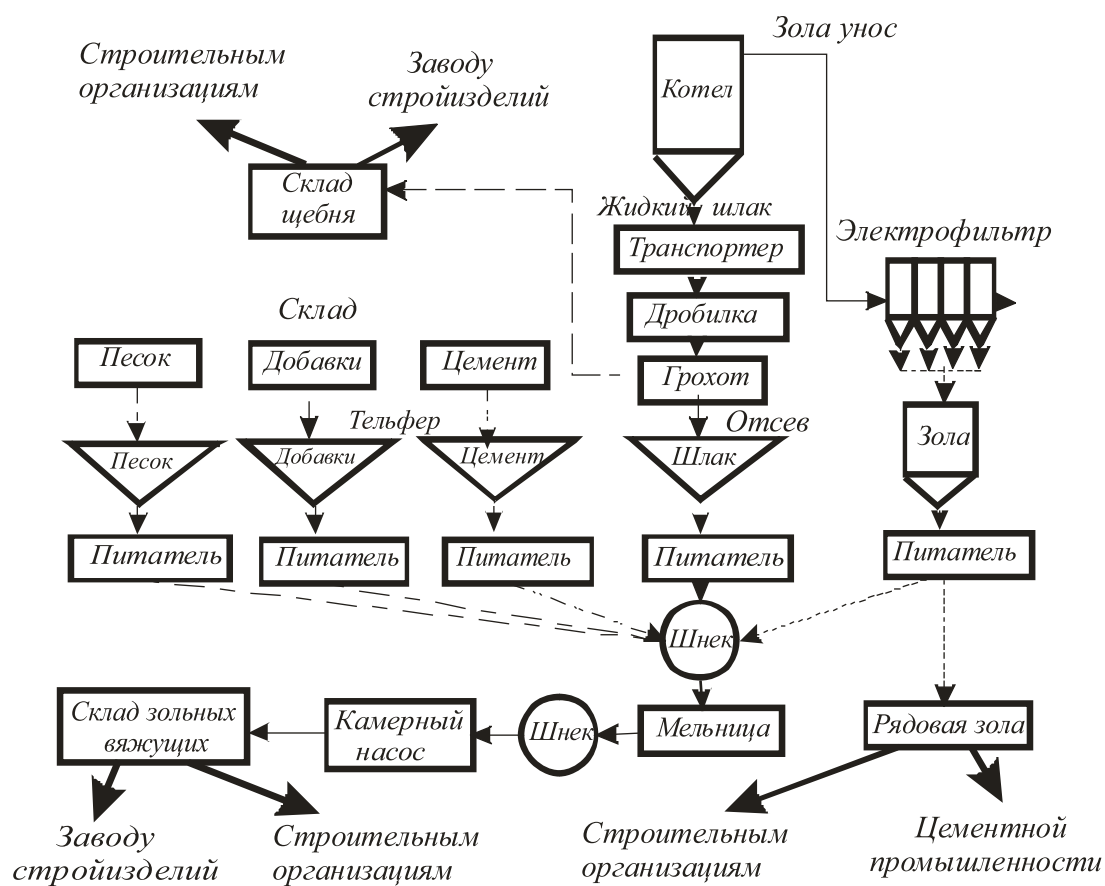 Зола унос
Строительным
организациям
Заводу
стройизделий
Котел
Склад
щебня
Жидкий шлак
Транспортер
Электрофильтр
Склад
Дробилка
Песок
Добавки
Цемент
Грохот
Тельфер
Отсев
Песок
Добавки
Цемент
Шлак
Зола
Питатель
Питатель
Питатель
Питатель
Питатель
Шнек
Склад зольных
вяжущих
Камерный
насос
Шнек
Мельница
Рядовая зола
Заводу
стройизделий
Строительным
организациям
Строительным
организациям
Цементной
промышленности